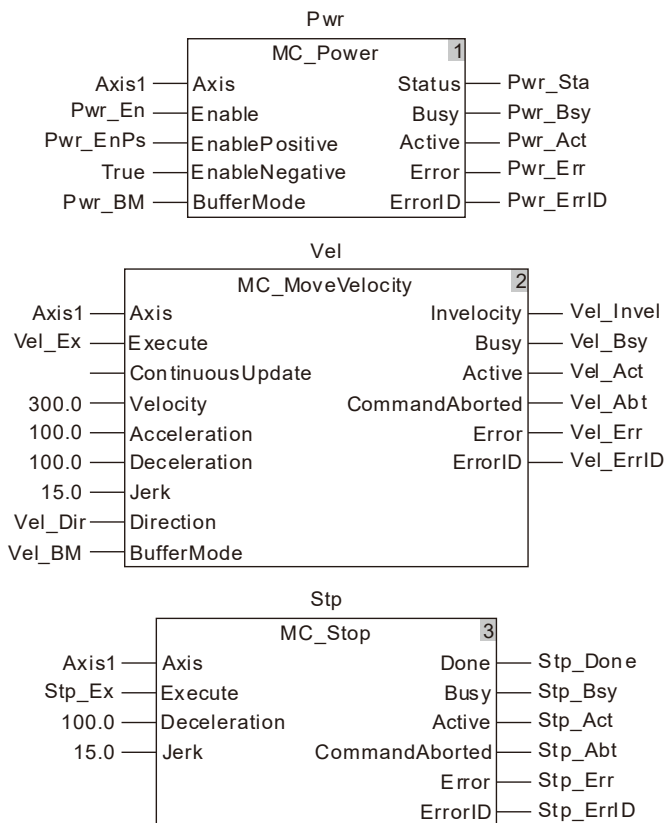 Pwr
MC_Power 1
Axis1 Axis Status Pwr_Sta
Pwr_En Enable Busy Pwr_Bsy
Pwr_EnPs EnablePositive Active Pwr_Act
True EnableNegative Error Pwr_Err
Pwr_BM BufferMode ErrorID Pwr_ErrID
Vel
MC_MoveVelocity 2
Axis1 Axis Invelocity Vel_Invel
Vel_Ex Execute Busy Vel_Bsy
ContinuousUpdate Active Vel_Act
300.0 Velocity CommandAborted Vel_Abt
100.0 Acceleration Error Vel_Err
100.0 Deceleration ErrorID Vel_ErrID
15.0 Jerk
Vel_Dir Direction
Vel_BM BufferMode
Stp
MC_Stop 3
Axis1 Axis Done Stp_Done
Stp_Ex Execute Busy Stp_Bsy
100.0 Deceleration Active Stp_Act
15.0 Jerk CommandAborted Stp_Abt
Error Stp_Err
ErrorID Stp_ErrID